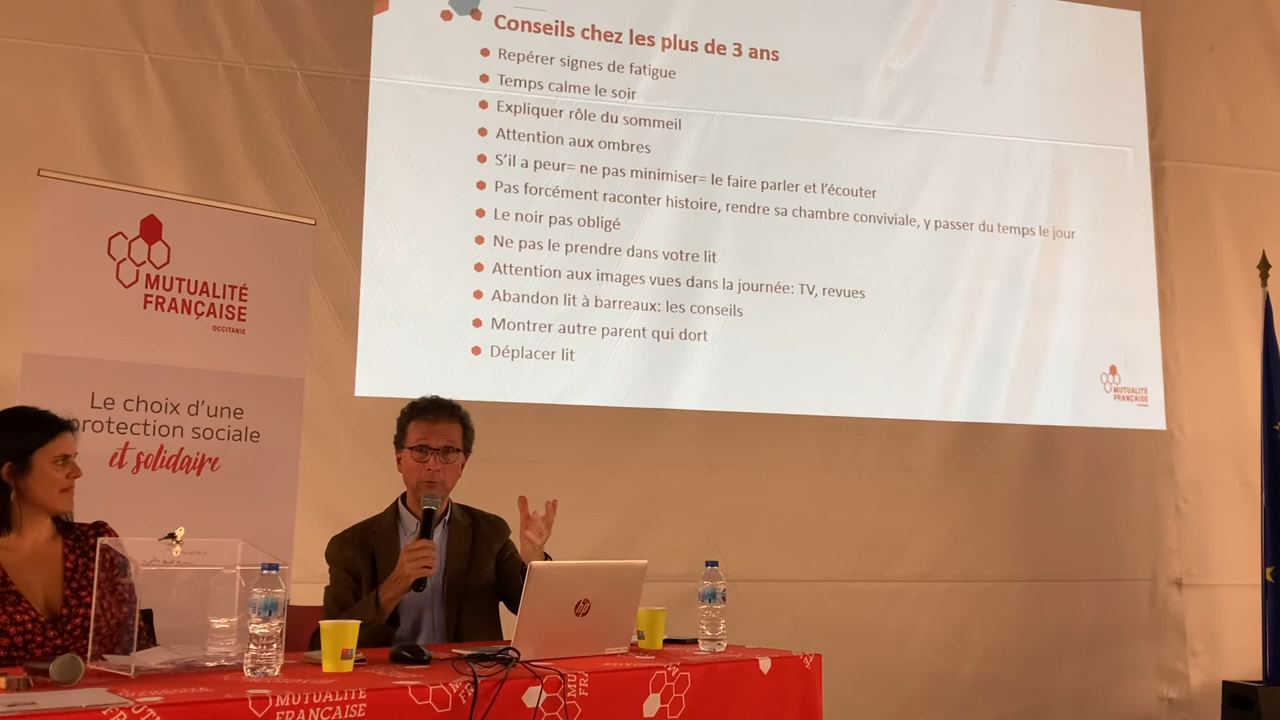 Conseils chez les plus de 3 ans
Repérer signes de fatigue
Temps calme le soir
Expliquer rôle du sommeil
Attention aux ombres
S'il a peur= ne pas minimiser= le faire parler et l'écouter
Pas forcément raconter histoire, rendre sa chambre conviviale, y passer du temps le jour
Le noir pas obligé
Ne pas le prendre dans votre lit
Attention aux images vues dans la journée: TV, revues
Abandon lit à barreaux: les conseils
Montrer autre parent qui dort
Déplacer lit
MUTUALITÉ
FRANÇAISE
MUTUALITÉ
FRANÇAISE
OCCITANIE
Le choix d'une
protection sociale
et solidaire
hp
MUTUALITÉ
FRANÇAISE